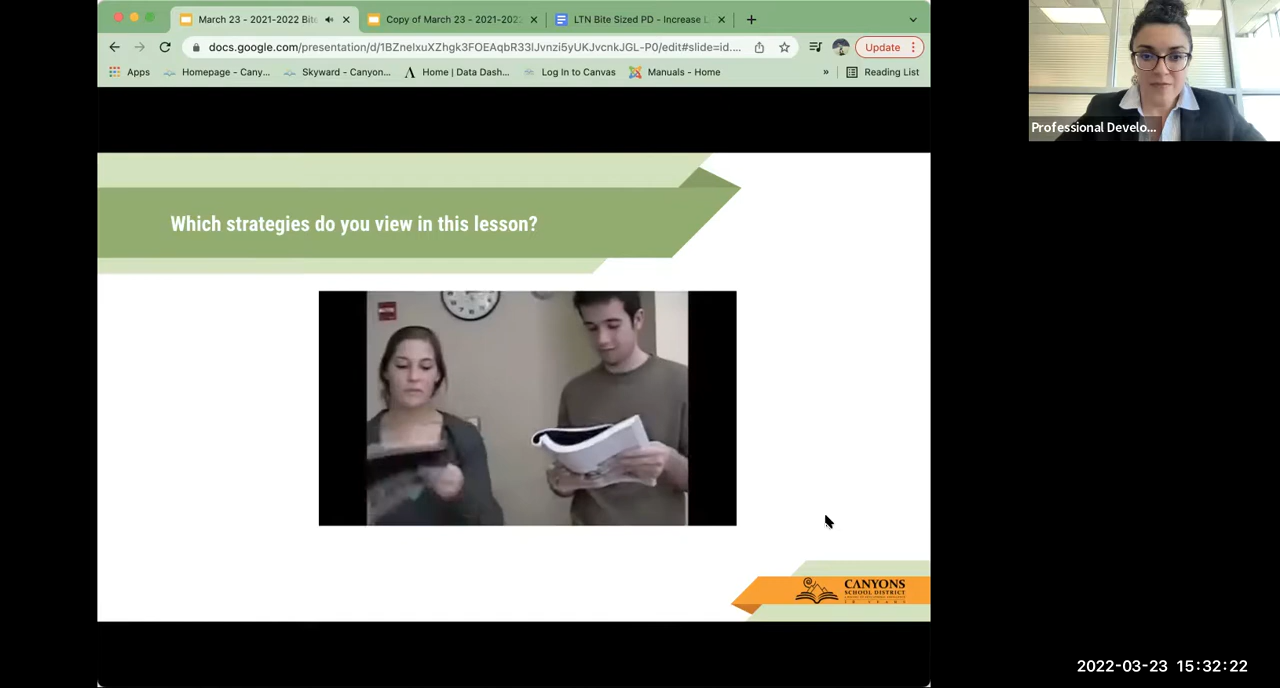 March 23 - 2021-2022 Bite
Copy of March 23 - 2021-2022
LTN Bite Sized PD - Increase L
docs.google.com/presentation/d/1BZnelxuXZhgk3FOEAqbR33lJvnzi5yUKJvcnkJGL-P0/edit#slide=id....
Update
Apps
Homepage - Cany...
Skyward - Canyon...
Home | Data Dash...
Log In to Canvas
Manuals - Home
»
Reading List
Professional Develo...
Which strategies do you view in this lesson?
CANYONS
SCHOOL DISTRICT
2022-03-23 15:32:22